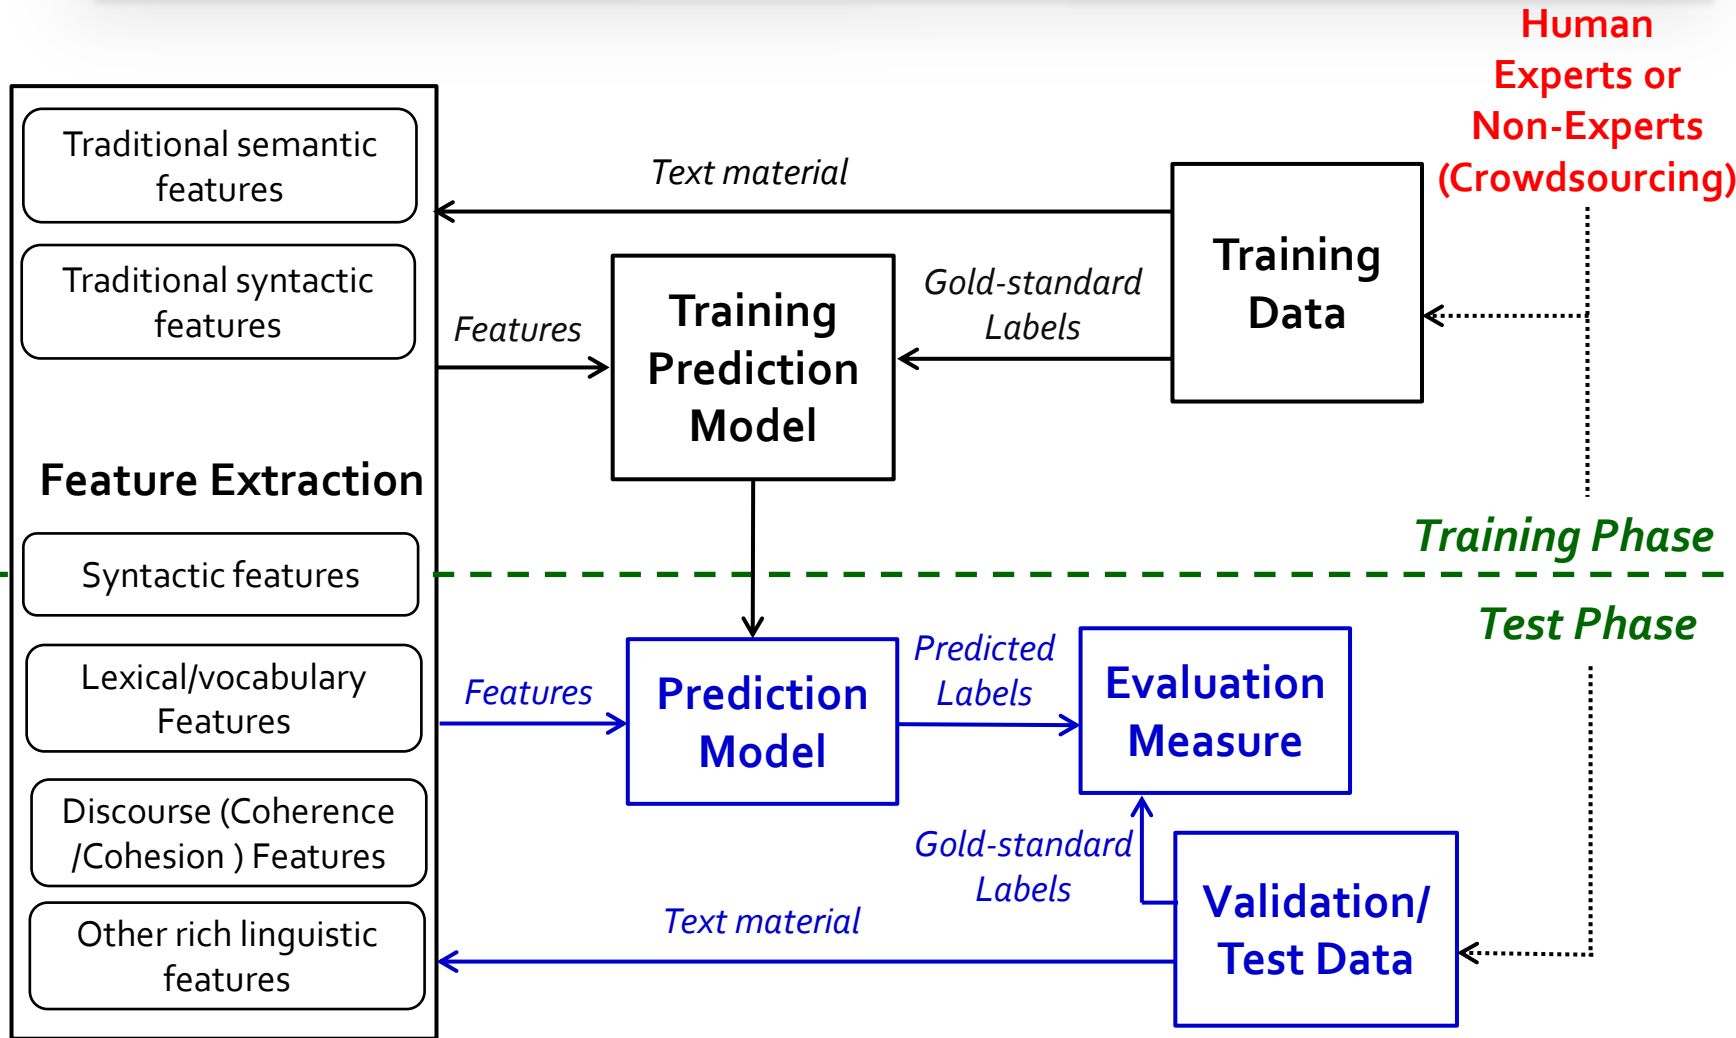 Human
Experts or
Non-Experts
(Crowdsourcing)
Traditional semantic
features
Traditional syntactic
features
Feature Extraction
Syntactic features
Lexical/vocabulary
Features
Discourse (Coherence
/Cohesion ) Features
Other rich linguistic
features
Text material
Features
Training
Prediction
Model
Gold-standard
Labels
Training
Data
Training Phase
Test Phase
Features
Prediction
Model
Predicted
Labels
Evaluation
Measure
Gold-standard
Labels
Text material
Validation/
Test Data